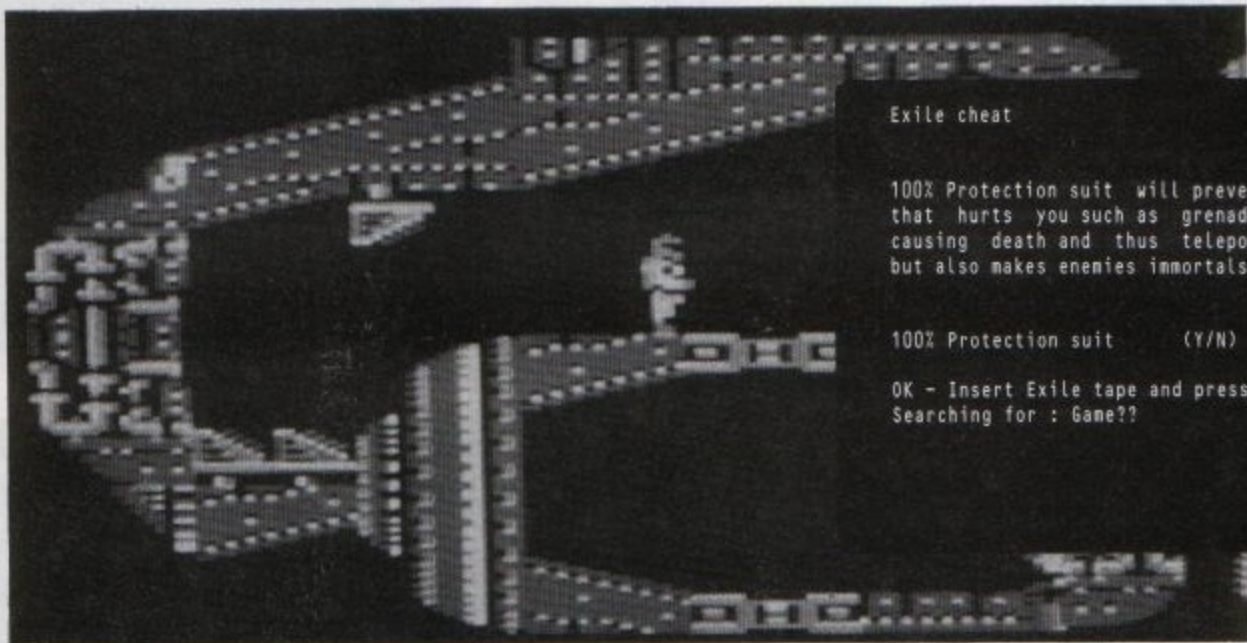 Exile cheat
100% Protection suit will preve
that hurts you such as grenad
causing death and thus telepo
but also makes enemies immortals
100% Protection suit (Y/N)
OK - Insert Exile tape and press
Searching for : Game??